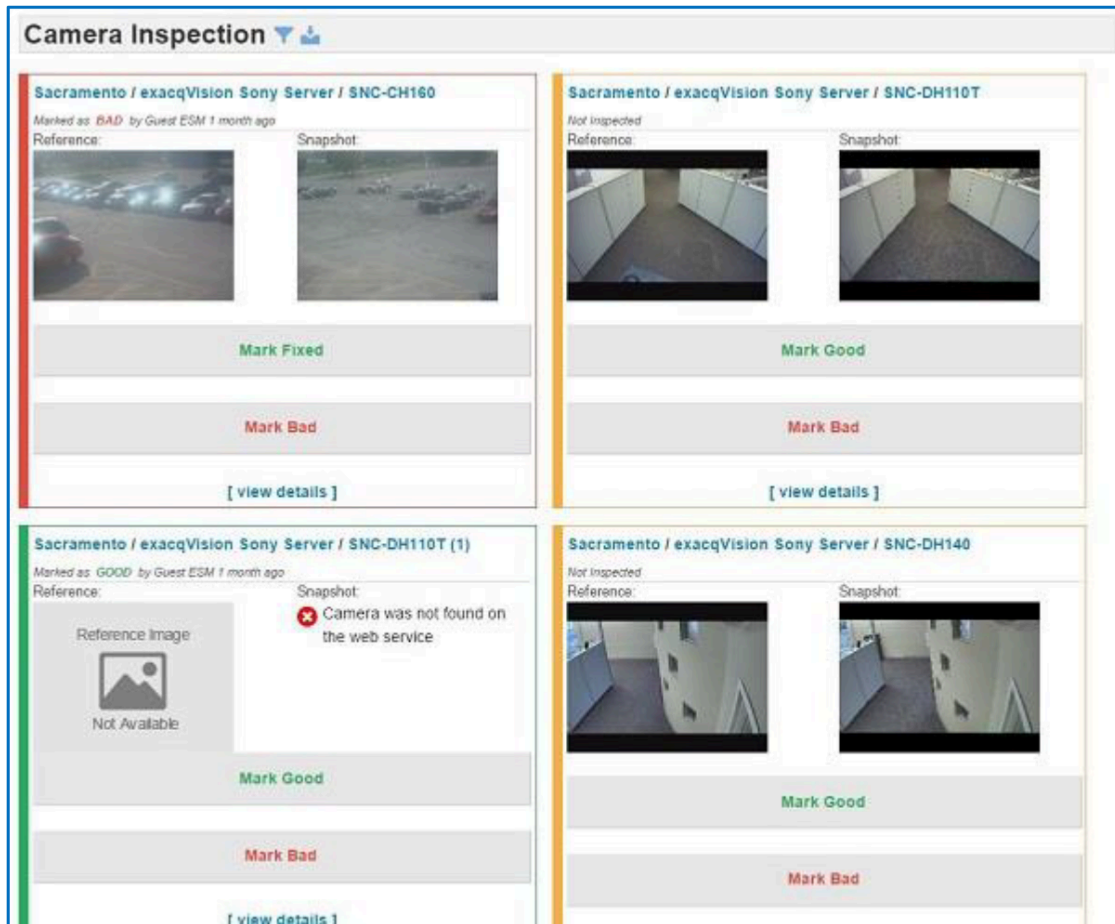 Camera Inspection
Sacramento / exacqVision Sony Server / SNC-CH160
Marked as BAD by Guest ESM 1 month ago
Reference:
Snapshot:
Mark Fixed
Mark Bad
[ view details ]
Sacramento / exacqVision Sony Server / SNC-DH110T
Not Inspected
Reference:
Snapshot:
Mark Good
Mark Bad
[ view details ]
Sacramento / exacqVision Sony Server / SNC-DH110T (1)
Marked as GOOD by Guest ESM 1 month ago
Reference:
Snapshot:
Reference Image
Not Available
Camera was not found on
the web service
Mark Good
Mark Bad
[ view details ]
Sacramento / exacqVision Sony Server / SNC-DH140
Not Inspected
Reference:
Snapshot:
Mark Good
Mark Bad